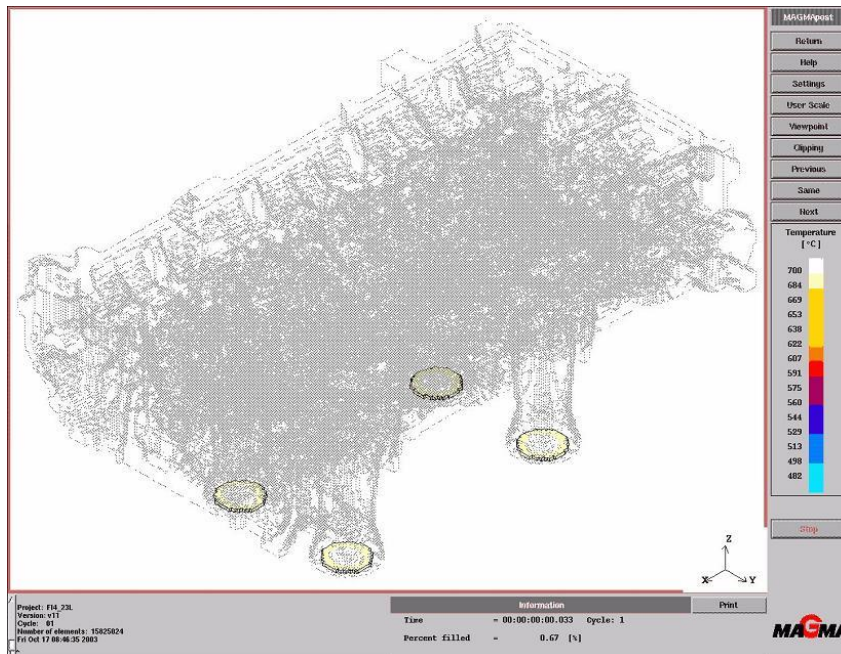 MAGMApost
Return
Help
Settings
User Scale
Viewpoint
Clipping
Previous
Same
Next
Temperature
[°C]
700
684
669
653
638
622
607
591
575
560
544
529
513
498
482
Stop
Z
X Y
Project: FI4_23L
Version: v11
Cycle: 01
Number of elements: 15825024
Fri Oct 17 08:46:35 2003
Information
Print
Time = 00:00:00:00.033 Cycle: 1
Percent filled = 0.67 [%]
MAGMA